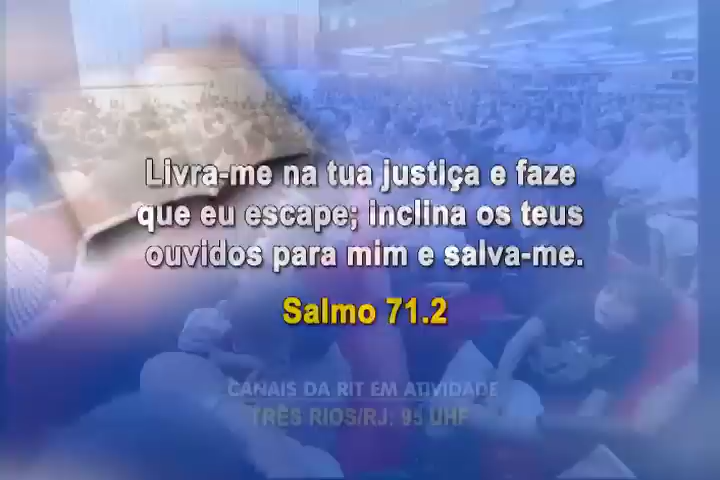 Livra-me na tua justiça e faze
que eu escape; inclina os teus
ouvidos para mim e salva-me.
Salmo 71.2
CANAIS DA RIT EM ATIVIDADE
TRÊS RIOS/RJ: 95 UHF